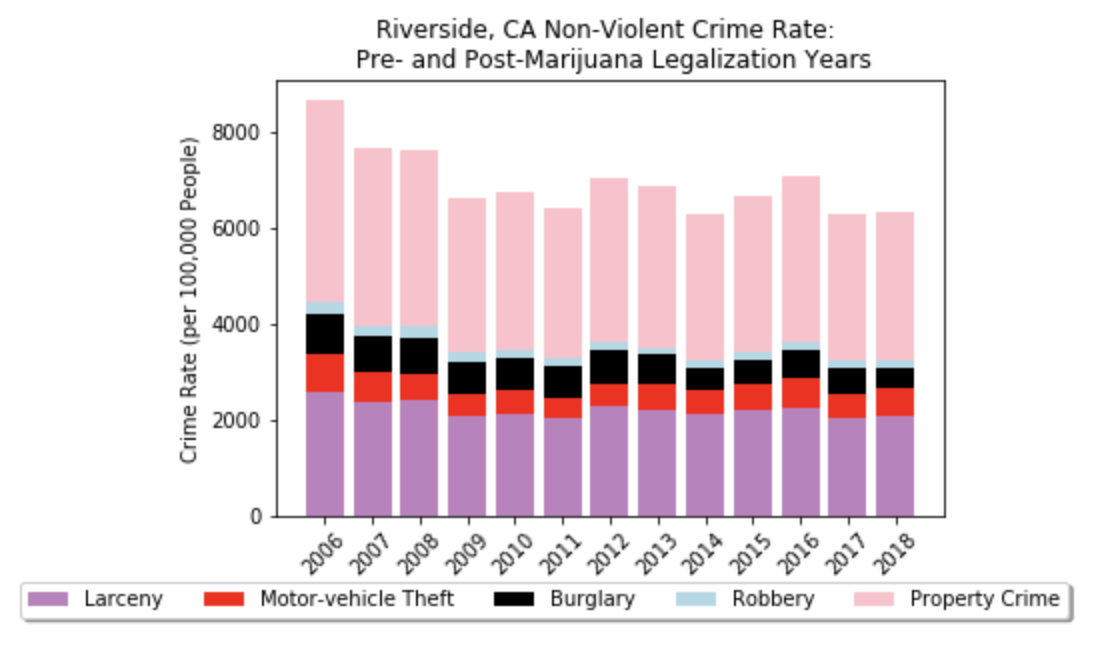 Riverside, CA Non-Violent Crime Rate:
Pre- and Post-Marijuana Legalization Years
Crime Rate (per 100,000 People)
8000
6000
4000
2000
0
2006 2007 2008 2009 2010 2011 2012 2013 2014 2015 2016 2017 2018
Larceny Motor-vehicle Theft Burglary Robbery Property Crime